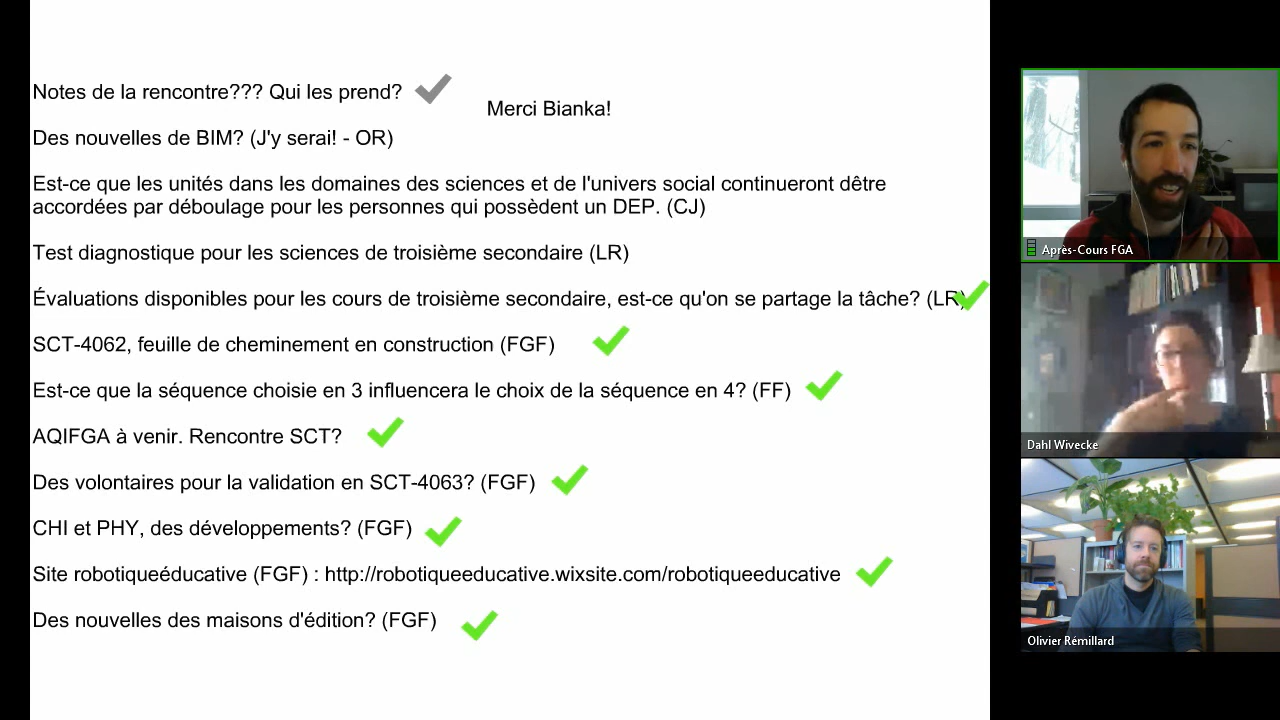 Notes de la rencontre??? Qui les prend?
Merci Bianka!
Des nouvelles de BIM? (J'y serai! - OR)
Est-ce que les unités dans les domaines des sciences et de l'univers social continueront dêtre
accordées par déboulage pour les personnes qui possèdent un DEP. (CJ)
Test diagnostique pour les sciences de troisième secondaire (LR)
Évaluations disponibles pour les cours de troisième secondaire, est-ce qu'on se partage la tâche? (LR)
SCT-4062, feuille de cheminement en construction (FGF)
Est-ce que la séquence choisie en 3 influencera le choix de la séquence en 4? (FF)
AQIFGA à venir. Rencontre SCT?
Des volontaires pour la validation en SCT-4063? (FGF)
CHI et PHY, des développements? (FGF)
Site robotiqueéducative (FGF) : http://robotiqueeducative.wixsite.com/robotiqueeducative
Des nouvelles des maisons d'édition? (FGF)
Après-Cours FGA
Dahl Wivecke
Olivier Rémillard